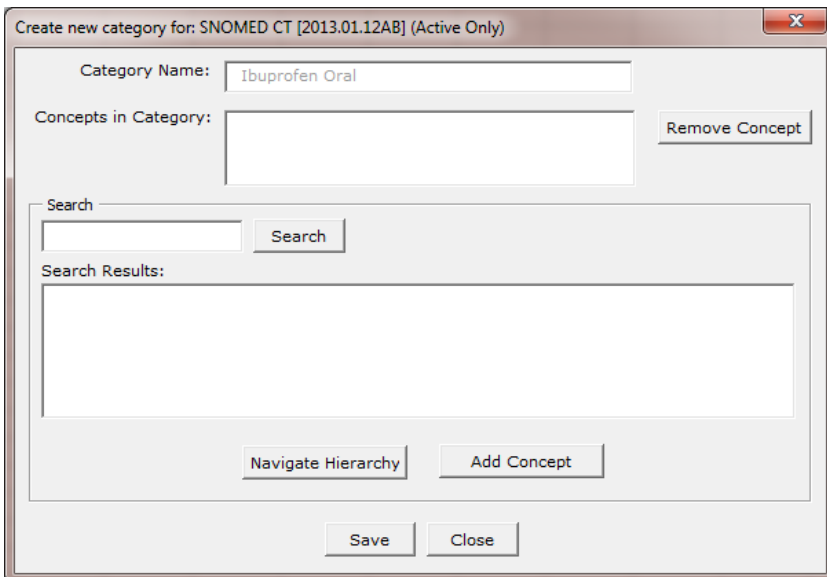 Create new category for: SNOMED CT [2013.01.12AB] (Active Only)
Category Name: Ibuprofen Oral
Concepts in Category:
Remove Concept
Search
Search
Search Results:
Navigate Hierarchy Add Concept
Save Close